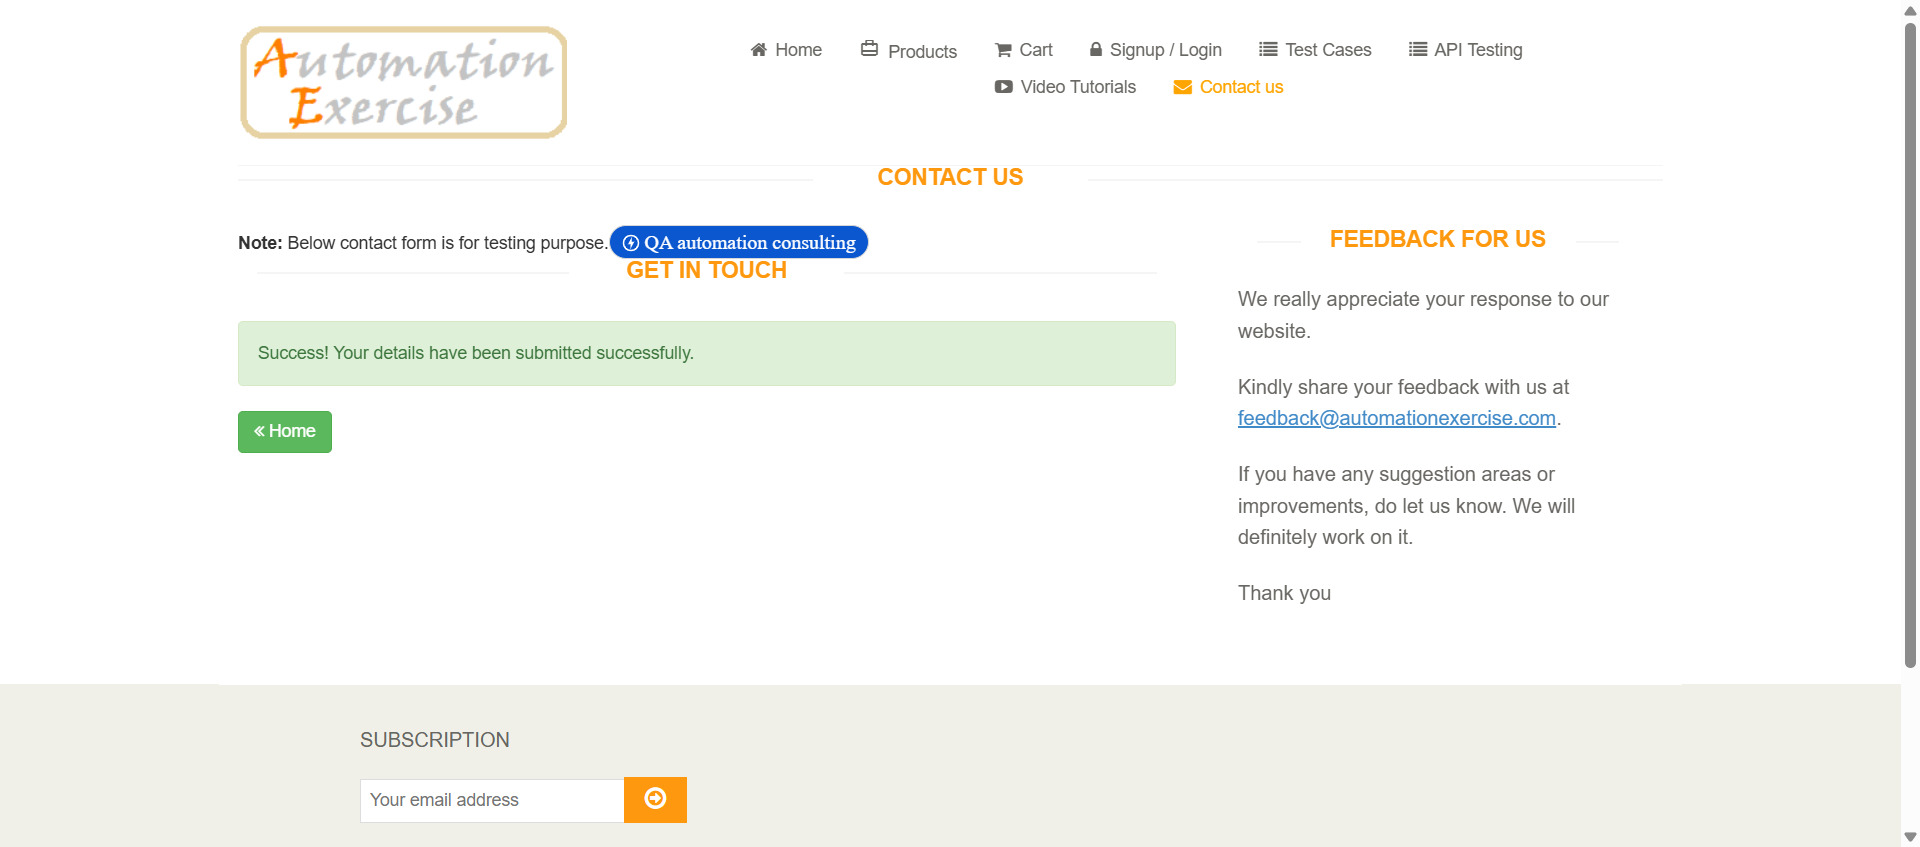 Automation
Exercise
Home
Products
Cart
Signup / Login
Test Cases
API Testing
Video Tutorials
Contact us
CONTACT US
Note: Below contact form is for testing purpose.
QA automation consulting
GET IN TOUCH
Success! Your details have been submitted successfully.
Home
FEEDBACK FOR US
We really appreciate your response to our
website.
Kindly share your feedback with us at
feedback@automationexercise.com.
If you have any suggestion areas or
improvements, do let us know. We will
definitely work on it.
Thank you
SUBSCRIPTION
Your email address